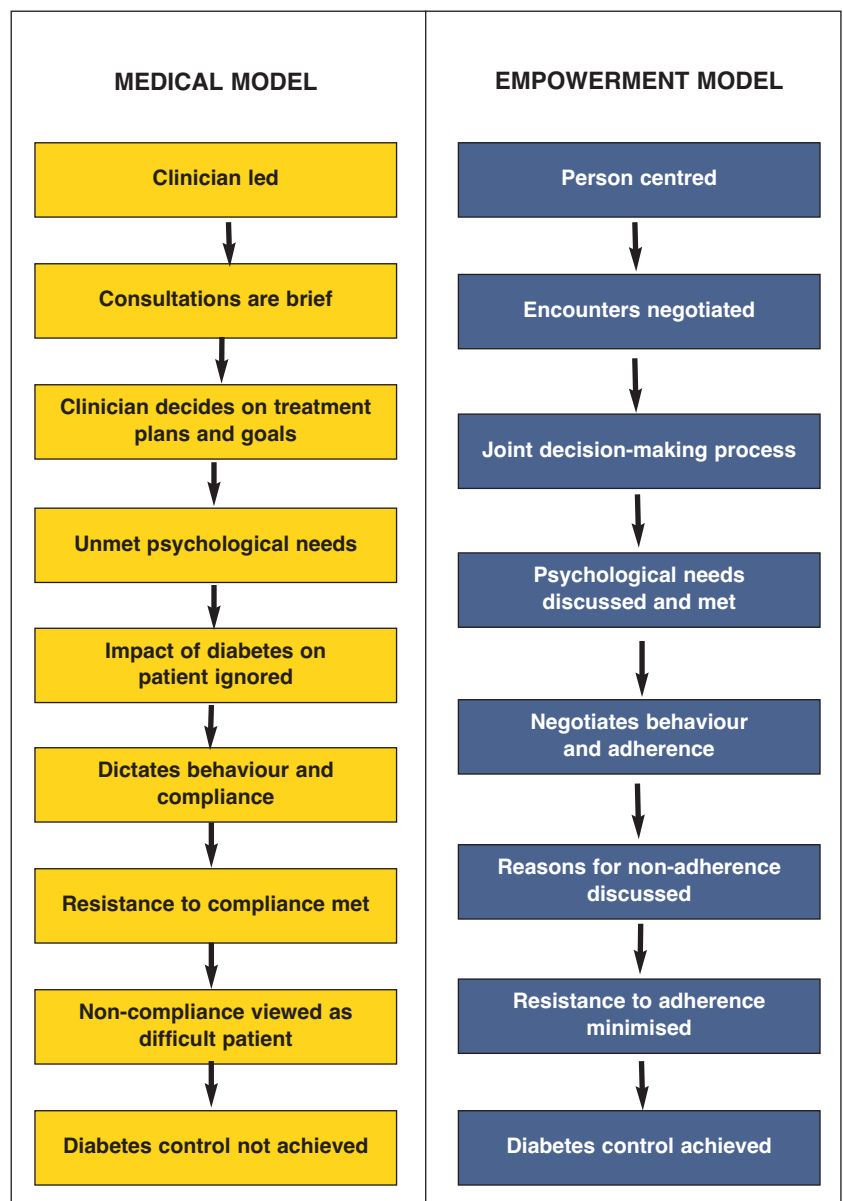 MEDICAL MODEL
Clinician led
Consultations are brief
Clinician decides on treatment
plans and goals
Unmet psychological needs
Impact of diabetes on
patient ignored
Dictates behaviour and
compliance
Resistance to compliance met
Non-compliance viewed as
difficult patient
Diabetes control not achieved
EMPOWERMENT MODEL
Person centred
Encounters negotiated
Joint decision-making process
Psychological needs
discussed and met
Negotiates behaviour
and adherence
Reasons for non-adherence
discussed
Resistance to adherence
minimised
Diabetes control achieved